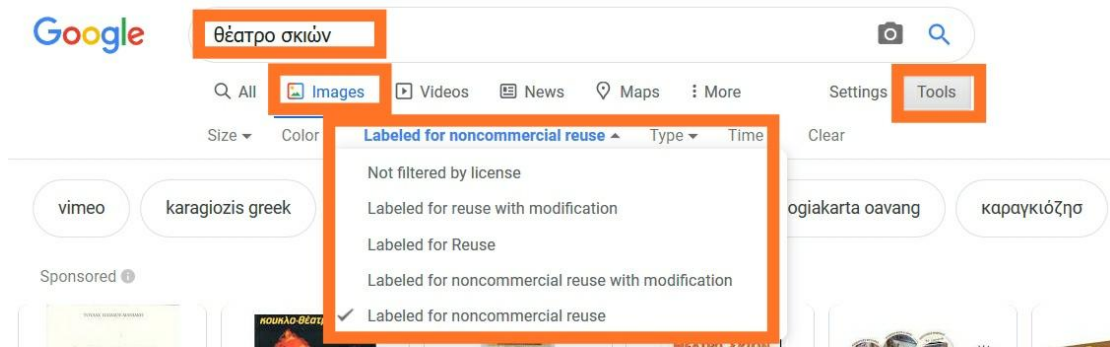 Google
θέατρο σκιών
All Images Videos News Maps More Settings Tools
Size Color Labeled for noncommercial reuse Type Time Clear
Not filtered by license
Labeled for reuse with modification
Labeled for Reuse
Labeled for noncommercial reuse with modification
Labeled for noncommercial reuse
vimeo karagiozis greek ogiakarta oavang καραγκιόζησ
Sponsored